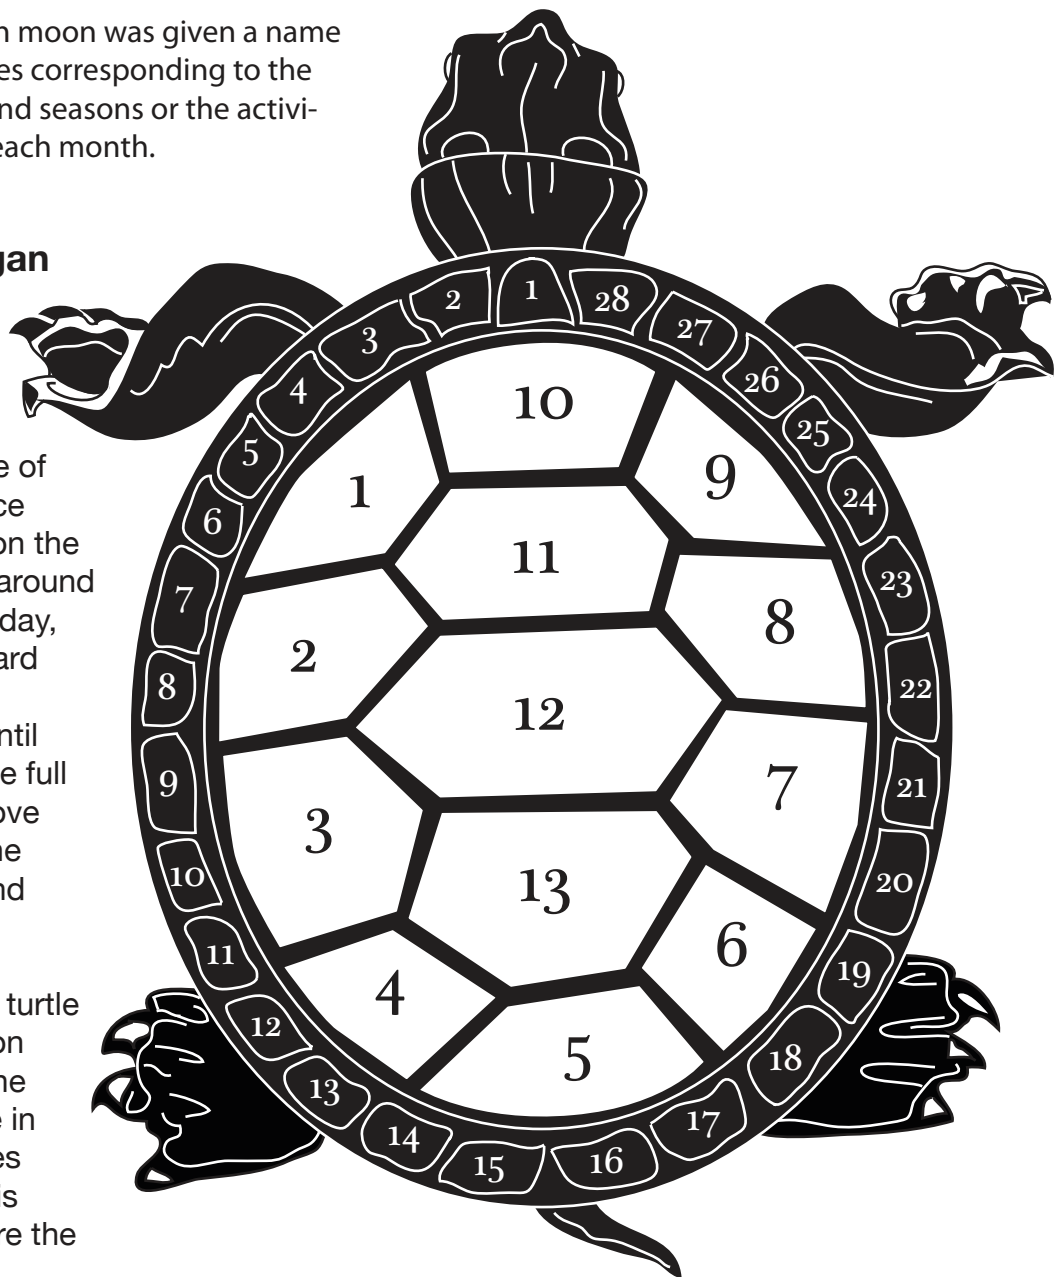 n moon was given a name
es corresponding to the
nd seasons or the activi-
each month.
gan
e of
ce
on the
around
day,
ard
ntil
e full
ove
ne
nd
turtle
on
ne
e in
es
is
re the
1
2
3
4
5
6
7
8
9
10
11
12
13
14
15
16
17
18
19
20
21
22
23
24
25
26
27
28
1
2
3
4
5
6
7
8
9
10
11
12
13